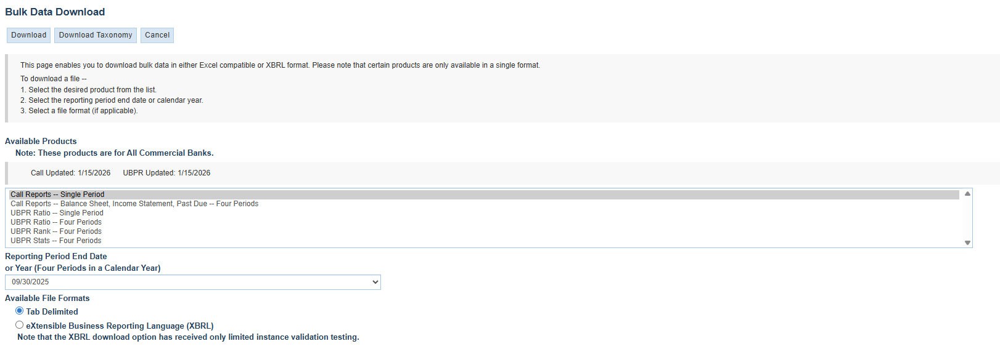 Bulk Data Download
Download Download Taxonomy Cancel
This page enables you to download bulk data in either Excel compatible or XBRL format. Please note that certain products are only available in a single format.
To download a file --
1. Select the desired product from the list.
2. Select the reporting period end date or calendar year.
3. Select a file format (if applicable).
Available Products
Note: These products are for All Commercial Banks.
Call Updated: 1/15/2026 UBPR Updated: 1/15/2026
Call Reports -- Single Period
Call Reports -- Balance Sheet, Income Statement, Past Due -- Four Periods
UBPR Ratio -- Single Period
UBPR Ratio -- Four Periods
UBPR Rank -- Four Periods
UBPR Stats -- Four Periods
Reporting Period End Date
or Year (Four Periods in a Calendar Year)
09/30/2025
Available File Formats
Tab Delimited
eXtensible Business Reporting Language (XBRL)
Note that the XBRL download option has received only limited instance validation testing.